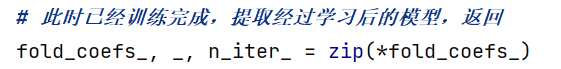 # 此时已经训练完成，提取经过学习后的模型，返回
fold_coefs_, _, n_iter_ = zip(*fold_coefs_)